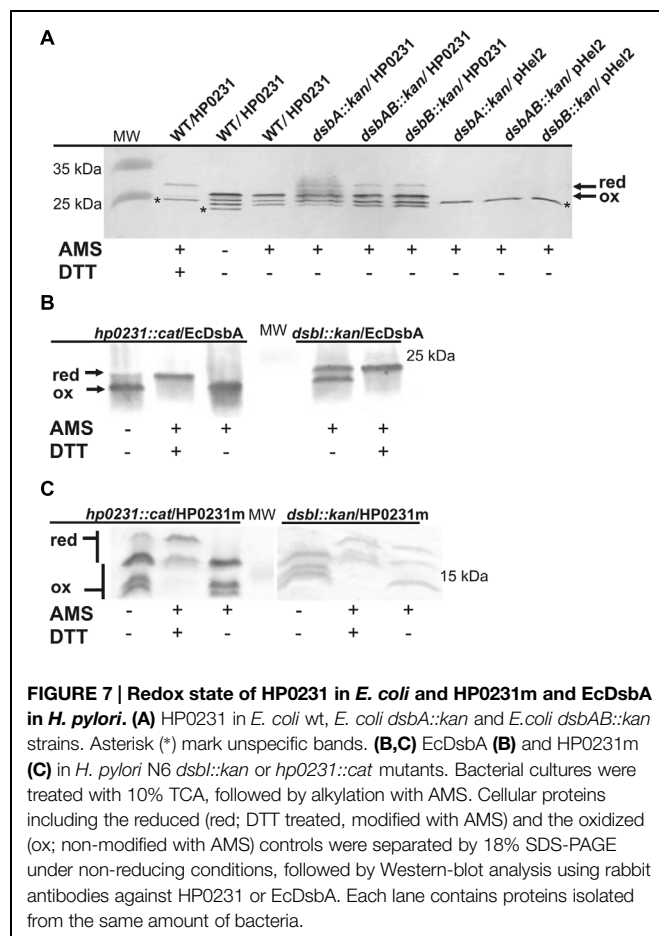 A
MW
WT/HP0231
WT/ HP0231
WT/ HP0231
dsbA::kan/ HP0231
dsbAB::kan/ HP0231
dsbB::kan/ HP0231
dsbA::kan/ pHel2
dsbAB::kan/ pHel2
dsbB::kan/ pHel2
35 kDa
25 kDa
*
*
*
red
ox
AMS + - + + + + + + +
DTT + - - - - - - - -
B
hp0231::cat/EcDsbA MW dsbI::kan/EcDsbA
25 kDa
red
ox
AMS - + + + +
DTT - + - - +
C
hp0231::cat/HP0231m MW dsbI::kan/HP0231m
red
15 kDa
ox
AMS - + + - + +
DTT - + - - + -
FIGURE 7 | Redox state of HP0231 in E. coli and HP0231m and EcDsbA
in H. pylori. (A) HP0231 in E. coli wt, E. coli dsbA::kan and E.coli dsbAB::kan
strains. Asterisk (*) mark unspecific bands. (B,C) EcDsbA (B) and HP0231m
(C) in H. pylori N6 dsbI::kan or hp0231::cat mutants. Bacterial cultures were
treated with 10% TCA, followed by alkylation with AMS. Cellular proteins
including the reduced (red; DTT treated, modified with AMS) and the oxidized
(ox; non-modified with AMS) controls were separated by 18% SDS-PAGE
under non-reducing conditions, followed by Western-blot analysis using rabbit
antibodies against HP0231 or EcDsbA. Each lane contains proteins isolated
from the same amount of bacteria.